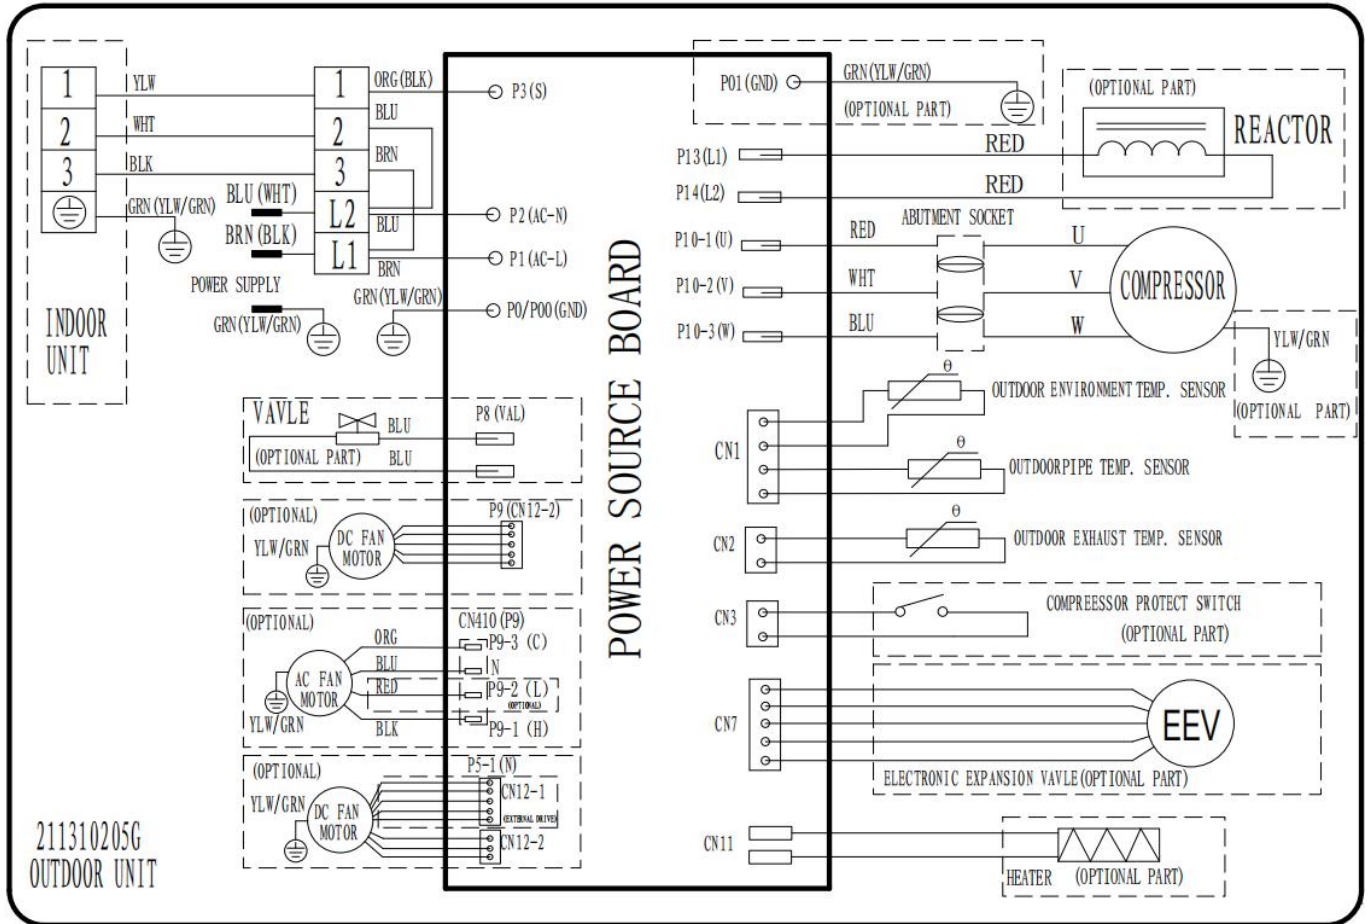 1
YLW
1
ORG(BLK)
P3(S)
2
WHT
2
BLU
3
BLK
3
BRN
GRN(YLW/GRN)
BLU(WHT)
L2
BLU
P2(AC-N)
BRN(BLK)
L1
BRN
P1(AC-L)
POWER SUPPLY
GRN(YLW/GRN)
GRN(YLW/GRN)
P0/P00(GND)
INDOOR
UNIT
VAVLE
BLU
P8(VAL)
(OPTIONAL PART)
BLU
(OPTIONAL)
P9(CN12-2)
YLW/GRN
DC FAN
MOTOR
(OPTIONAL)
CN410(P9)
ORG
P9-3 (C)
BLU
N
RED
P9-2 (L)
(OPTIONAL)
AC FAN
MOTOR
YLW/GRN
BLK
P9-1 (H)
(OPTIONAL)
P5-1(N)
YLW/GRN
DC FAN
MOTOR
CN12-1
(EXTERNAL DRIVE)
CN12-2
211310205G
OUTDOOR UNIT
POWER SOURCE BOARD
P01(GND)
GRN(YLW/GRN)
(OPTIONAL PART)
(OPTIONAL PART)
REACTOR
P13(L1)
RED
P14(L2)
RED
ABUTMENT SOCKET
P10-1(U)
RED
U
P10-2(V)
WHT
V
COMPRESSOR
P10-3(W)
BLU
W
YLW/GRN
(OPTIONAL PART)
CN1
θ
OUTDOOR ENVIRONMENT TEMP. SENSOR
θ
OUTDOORPIPE TEMP. SENSOR
CN2
θ
OUTDOOR EXHAUST TEMP. SENSOR
CN3
COMPREESSOR PROTECT SWITCH
(OPTIONAL PART)
CN7
EEV
ELECTRONIC EXPANSION VAVLE(OPTIONAL PART)
CN11
HEATER
(OPTIONAL PART)